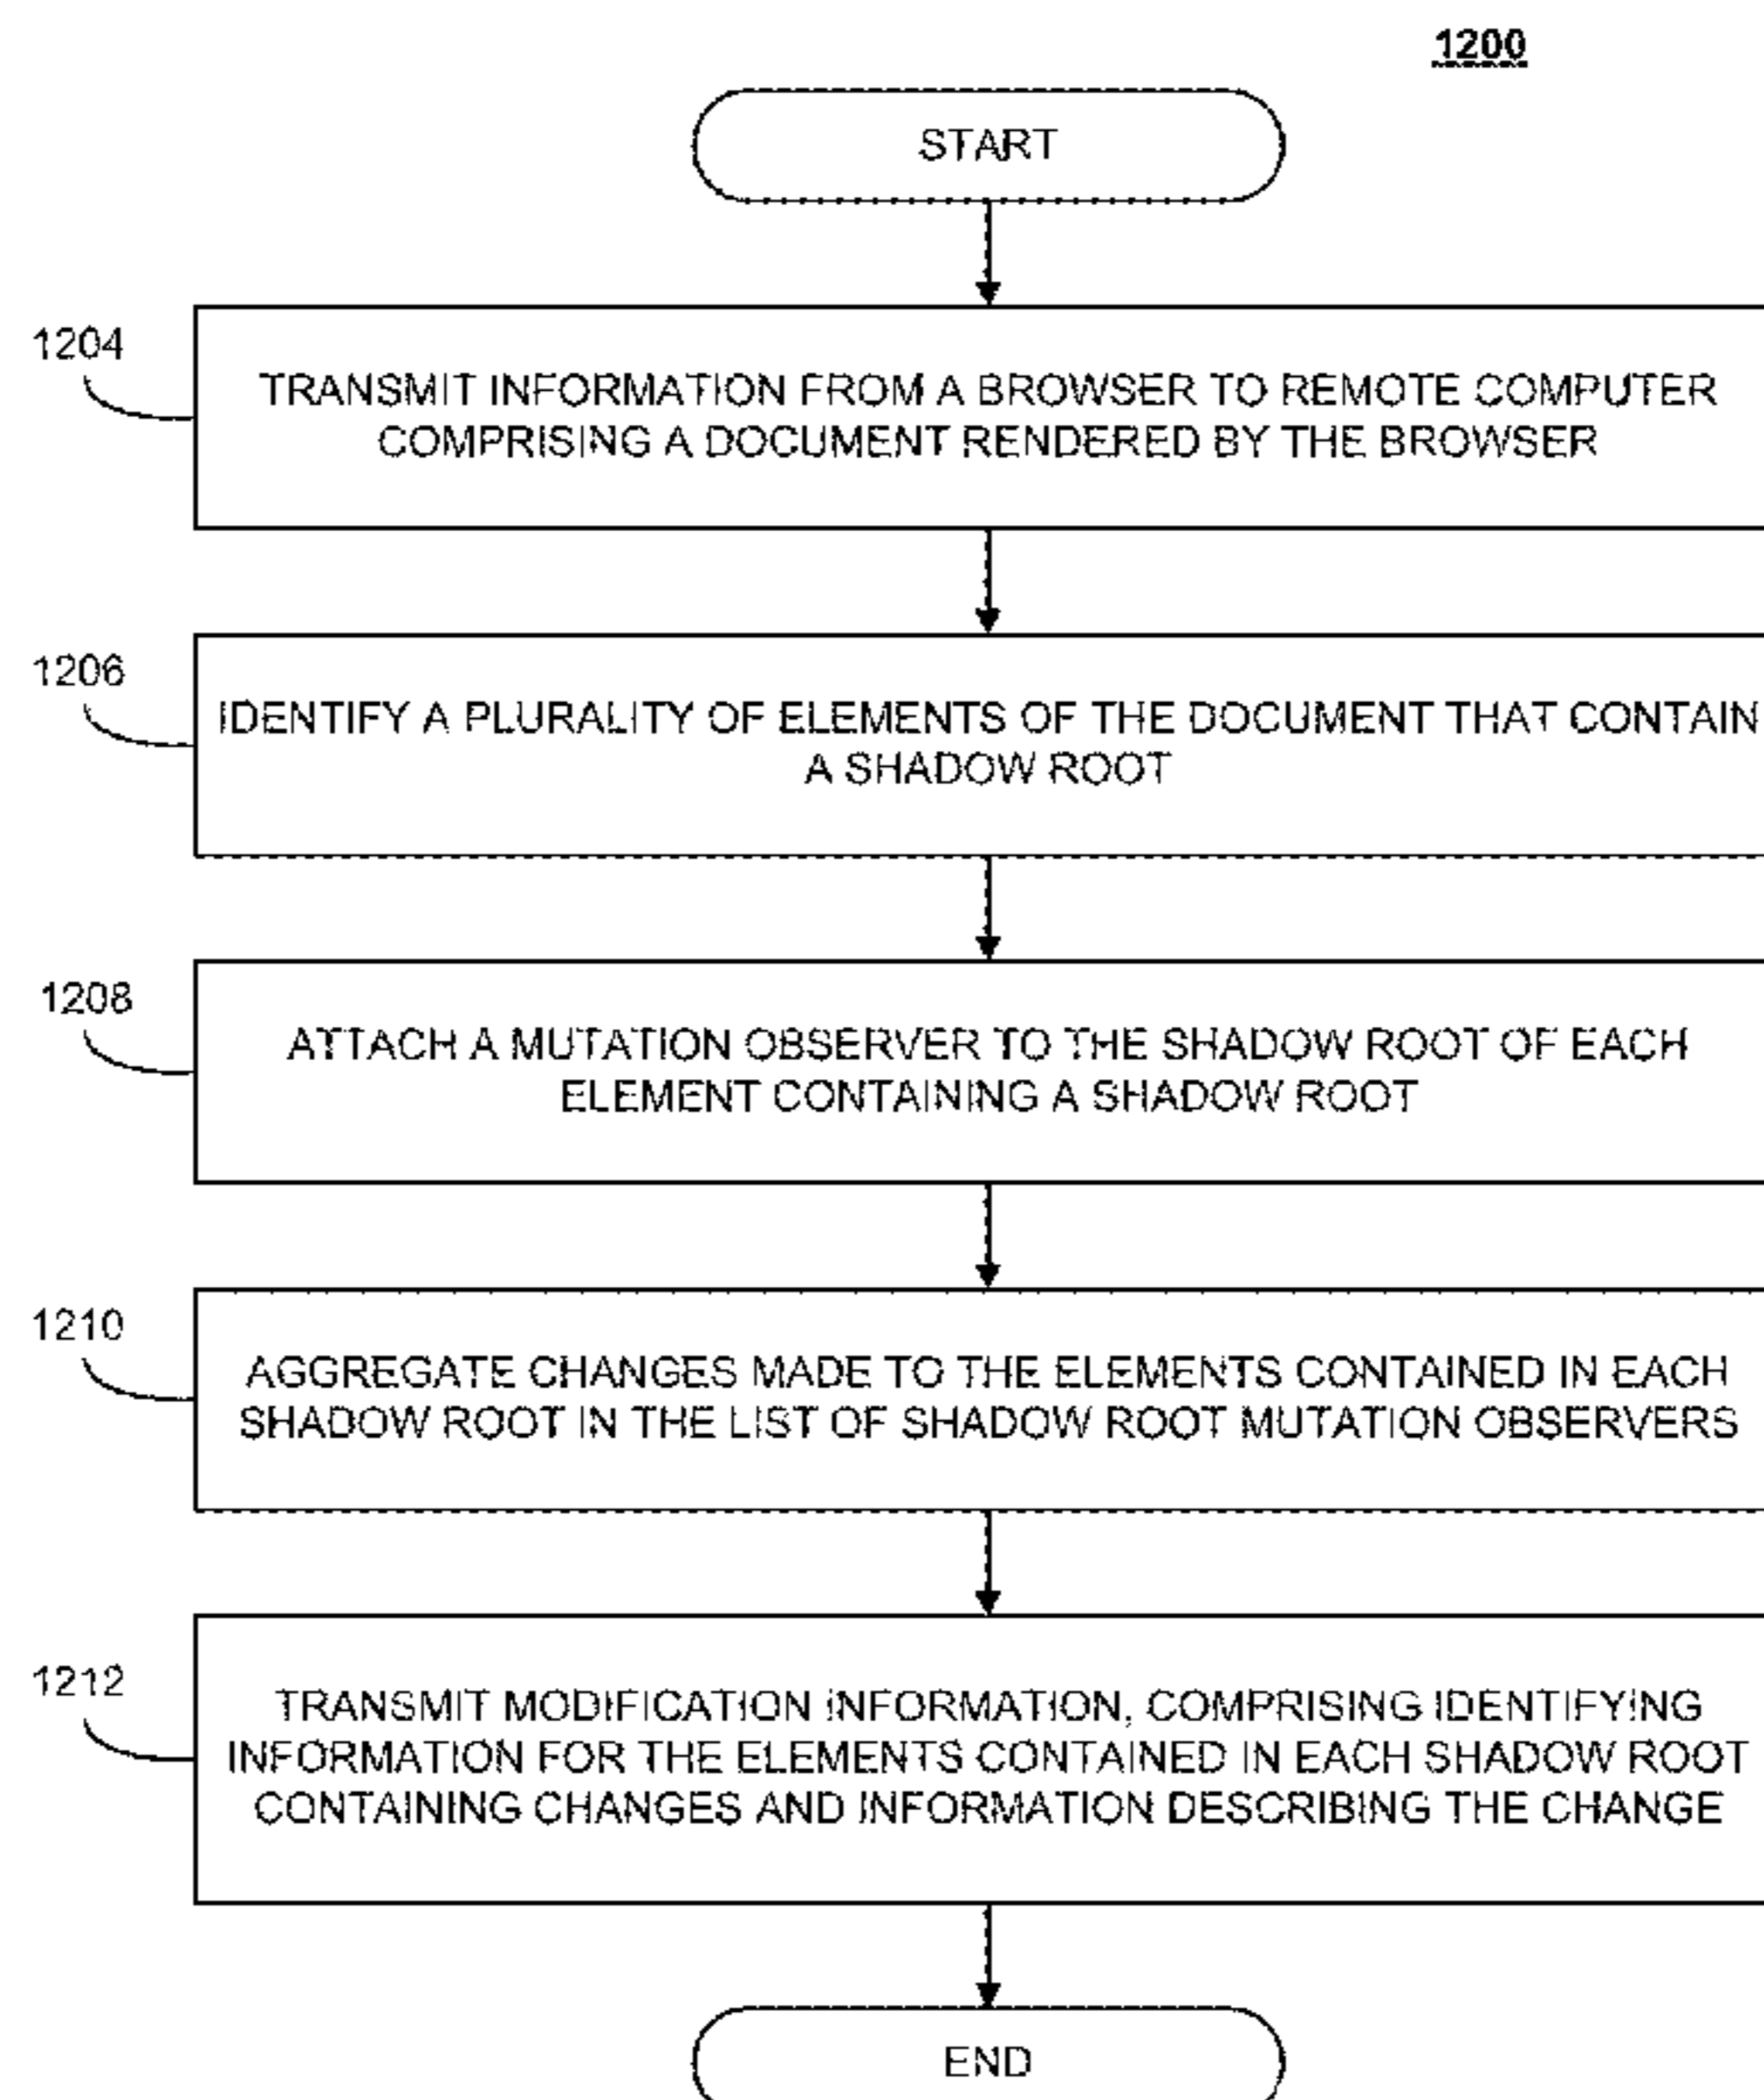 1200
START
1204
TRANSMIT INFORMATION FROM A BROWSER TO REMOTE COMPUTER
COMPRISING A DOCUMENT RENDERED BY THE BROWSER
1206
IDENTIFY A PLURALITY OF ELEMENTS OF THE DOCUMENT THAT CONTAIN
A SHADOW ROOT
1208
ATTACH A MUTATION OBSERVER TO THE SHADOW ROOT OF EACH
ELEMENT CONTAINING A SHADOW ROOT
1210
AGGREGATE CHANGES MADE TO THE ELEMENTS CONTAINED IN EACH
SHADOW ROOT IN THE LIST OF SHADOW ROOT MUTATION OBSERVERS
1212
TRANSMIT MODIFICATION INFORMATION, COMPRISING IDENTIFYING
INFORMATION FOR THE ELEMENTS CONTAINED IN EACH SHADOW ROOT
CONTAINING CHANGES AND INFORMATION DESCRIBING THE CHANGE
END